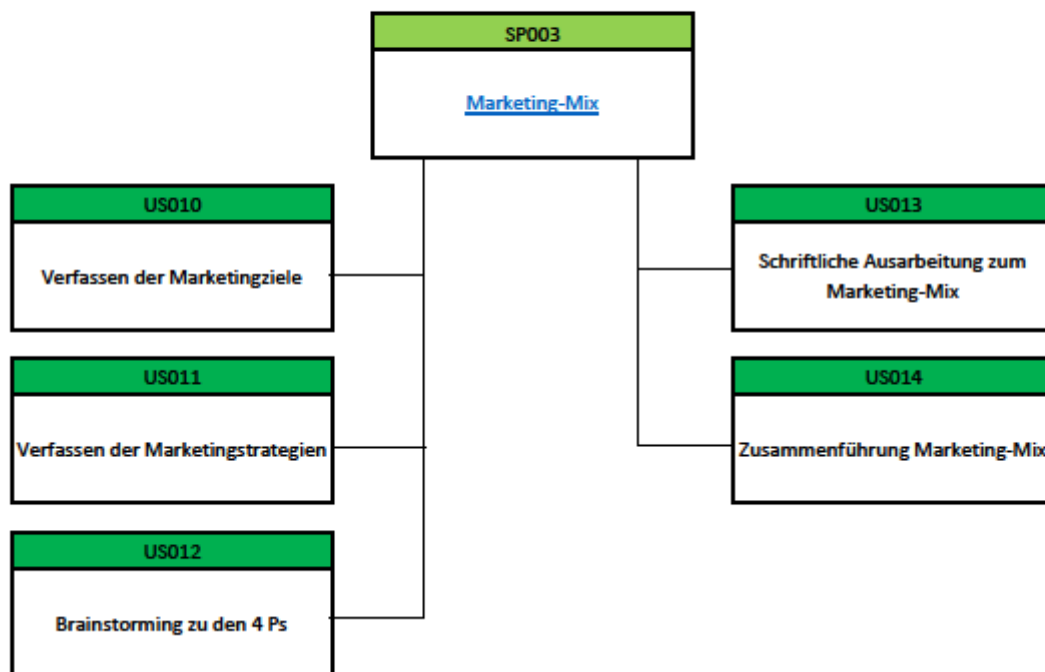 SP003
Marketing-Mix
US010
Verfassen der Marketingziele
US011
Verfassen der Marketingstrategien
US012
Brainstorming zu den 4 Ps
US013
Schriftliche Ausarbeitung zum
Marketing-Mix
US014
Zusammenführung Marketing-Mix